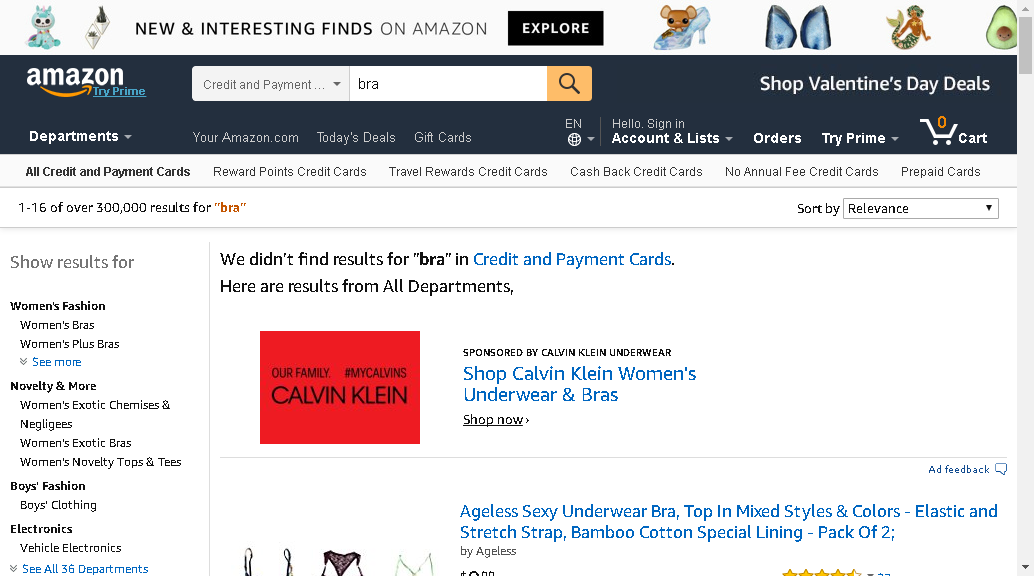 NEW & INTERESTING FINDS ON AMAZON EXPLORE
amazon
Try Prime
Credit and Payment ... bra
Shop Valentine's Day Deals
Departments
Your Amazon.com Today's Deals Gift Cards
EN
Hello. Sign in
Account & Lists
Orders
Try Prime
0
Cart
All Credit and Payment Cards Reward Points Credit Cards Travel Rewards Credit Cards Cash Back Credit Cards No Annual Fee Credit Cards Prepaid Cards
1-16 of over 300,000 results for "bra"
Sort by Relevance
Show results for
Women's Fashion
Women's Bras
Women's Plus Bras
See more
Novelty & More
Women's Exotic Chemises &
Negligees
Women's Exotic Bras
Women's Novelty Tops & Tees
Boys' Fashion
Boys' Clothing
Electronics
Vehicle Electronics
See All 36 Departments
We didn't find results for "bra" in Credit and Payment Cards.
Here are results from All Departments,
OUR FAMILY. #MYCALVINS
CALVIN KLEIN
SPONSORED BY CALVIN KLEIN UNDERWEAR
Shop Calvin Klein Women's
Underwear & Bras
Shop now ›
Ad feedback
Ageless Sexy Underwear Bra, Top In Mixed Styles & Colors - Elastic and
Stretch Strap, Bamboo Cotton Special Lining - Pack Of 2;
by Ageless